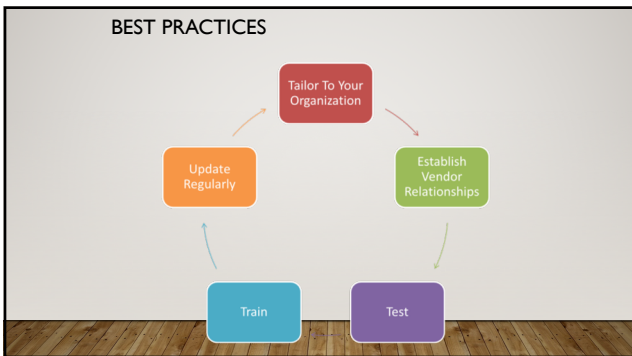 BEST PRACTICES
Tailor To Your
Organization
Establish
Vendor
Relationships
Test
Train
Update
Regularly